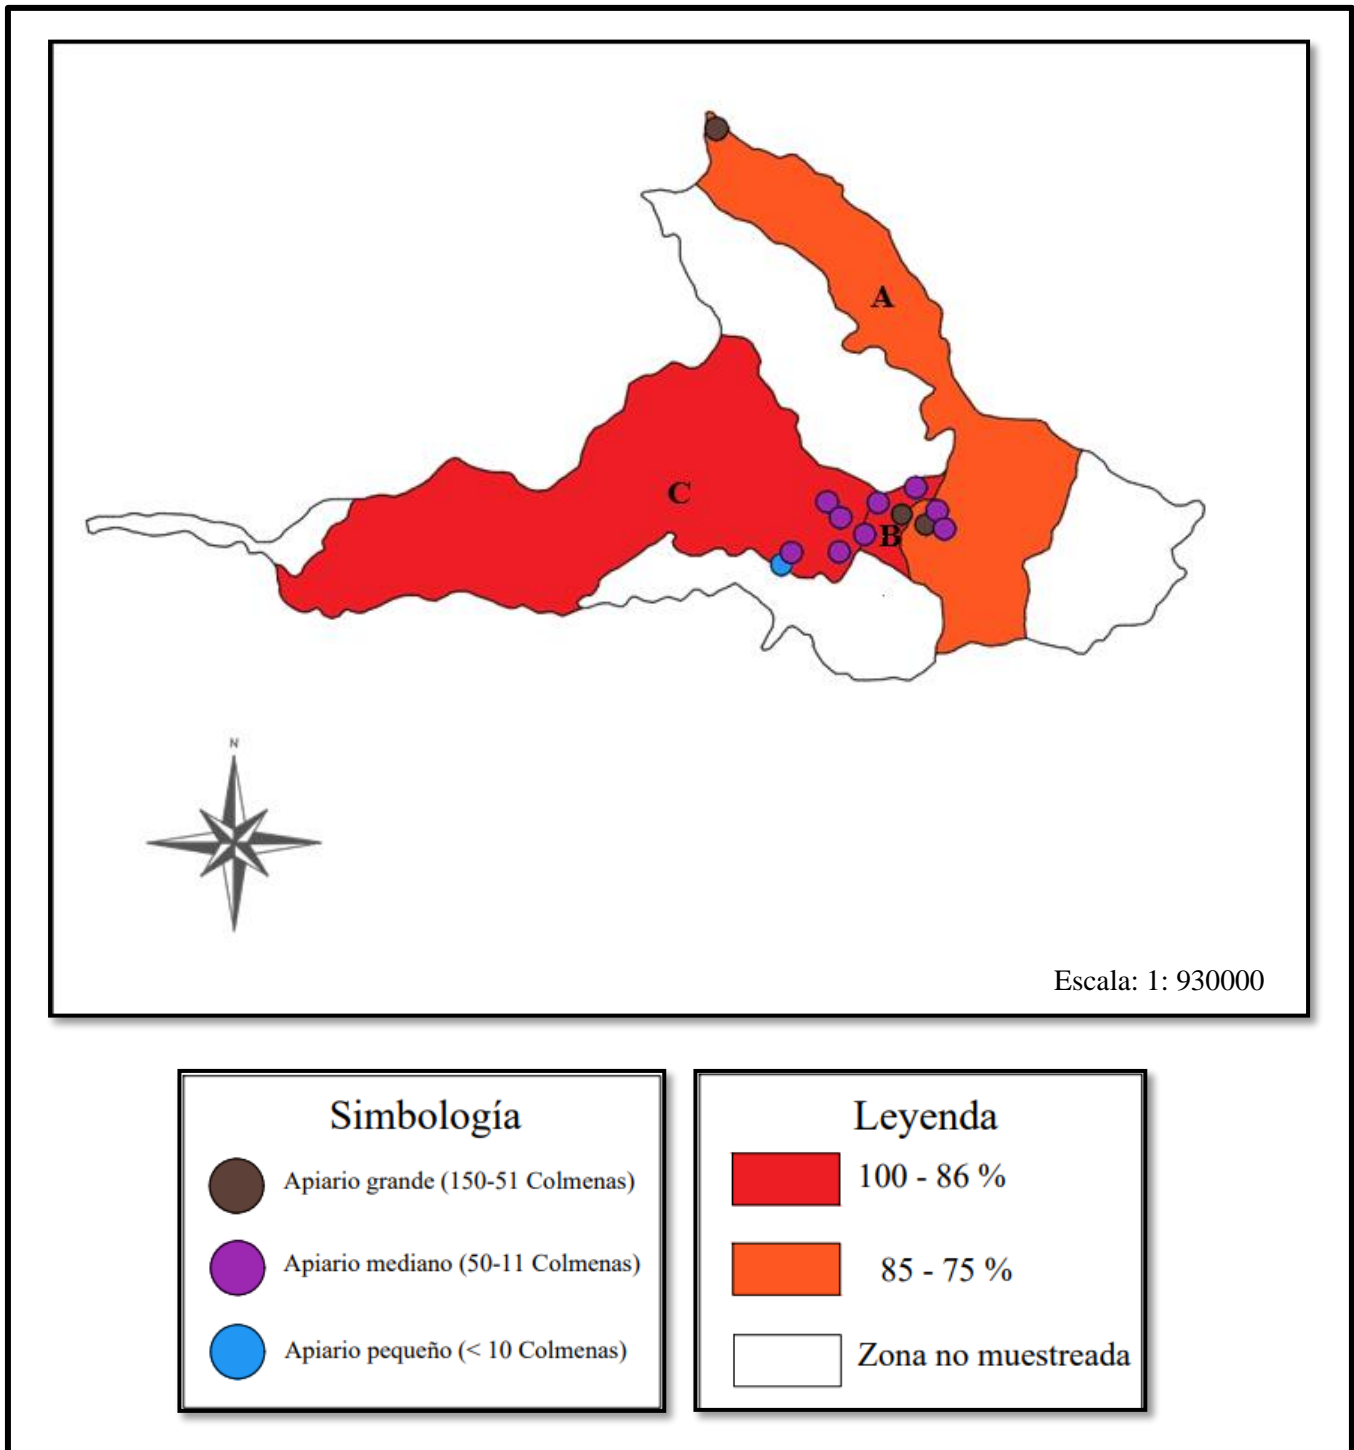 A
C
B
N
Escala: 1: 930000
Simbología
Apiario grande (150-51 Colmenas)
Apiario mediano (50-11 Colmenas)
Apiario pequeño (< 10 Colmenas)
Leyenda
100 - 86 %
85 - 75 %
Zona no muestreada